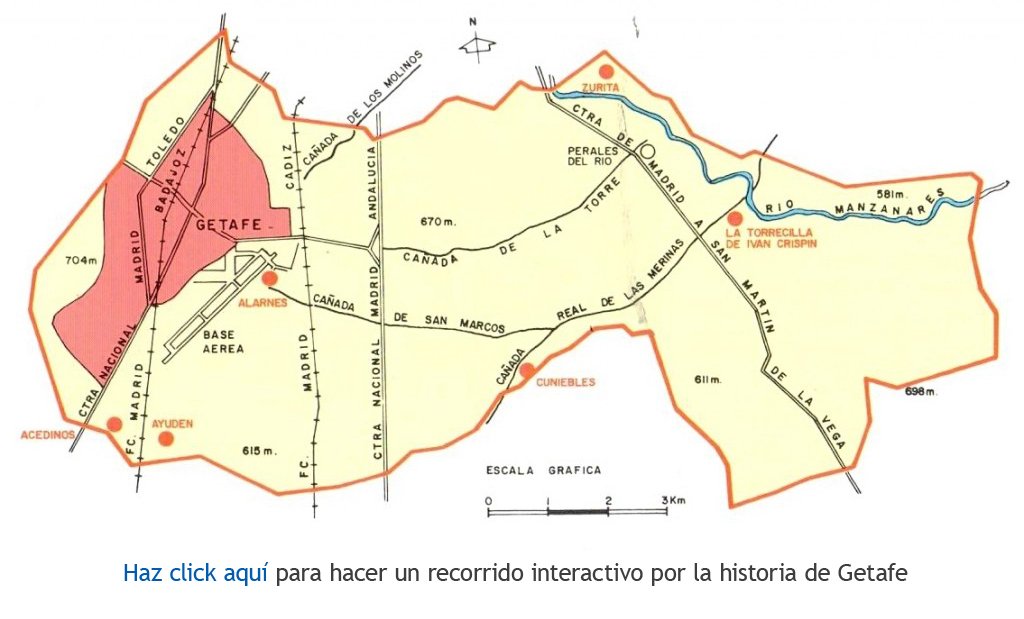 N
ZURITA
CAÑADA DE LOS MOLINOS
CTRA DE MADRID A SAN MARTIN DE LA VEGA
TOLEDO
BADAJOZ
CADIZ
ANDALUCIA
PERALES
DEL RIO
581m.
RIO MANZANARES
GETAFE
670m.
LA TORRECILLA
DE IVAN CRISPIN
CAÑADA DE LA TORRE
704m
MADRID
MADRID
ALARNES
CAÑADA DE SAN MARCOS
CAÑADA REAL DE LAS MERINAS
BASE
AEREA
CTRA NACIONAL
FC. MADRID
FC. MADRID
CTRA NACIONAL
CUNIEBLES
611m.
698m.
ACEDINOS
AYUDEN
615m.
ESCALA GRAFICA
0 1 2 3Km
Haz click aquí para hacer un recorrido interactivo por la historia de Getafe